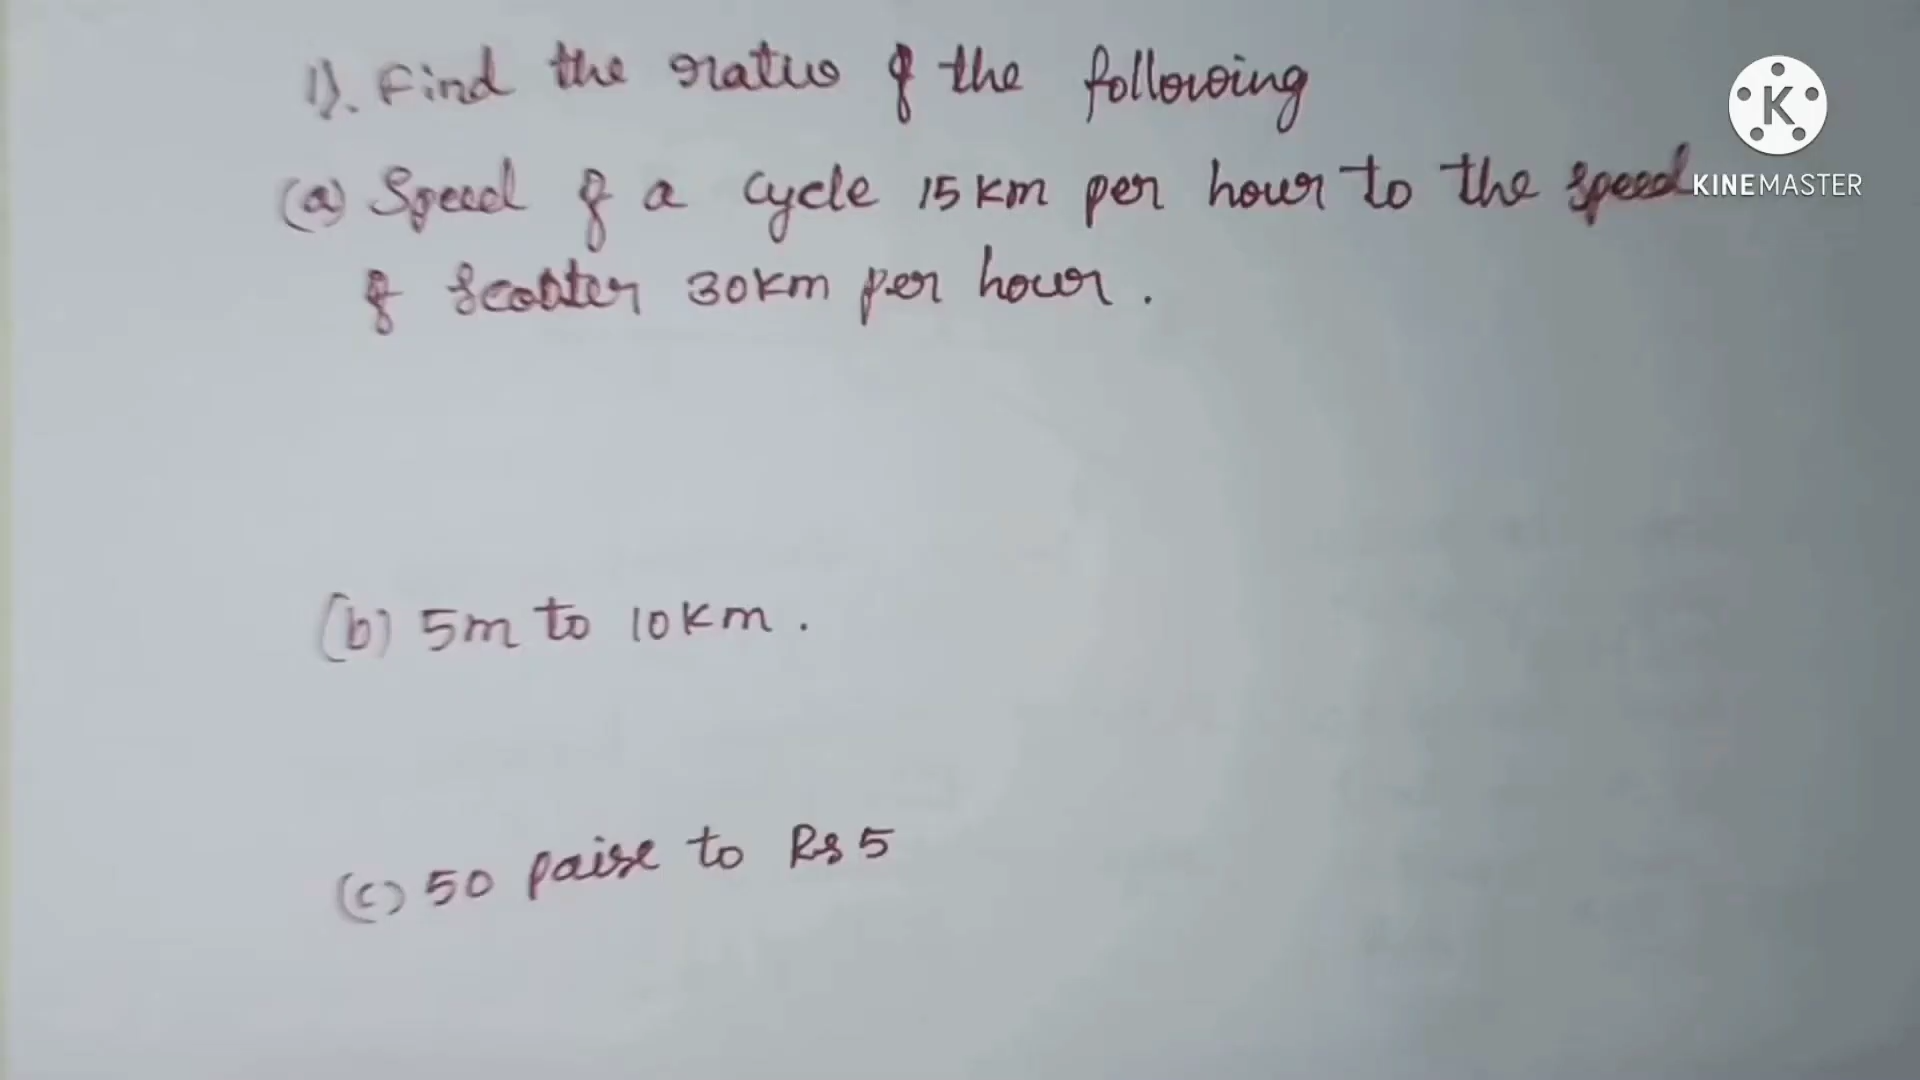 1). Find the ratio of the following
(a) Speed of a cycle 15 km per hour to the speed
of Scooter 30 km per hour.
(b) 5m to 10 km.
(c) 50 paise to Rs 5
K
KINEMASTER